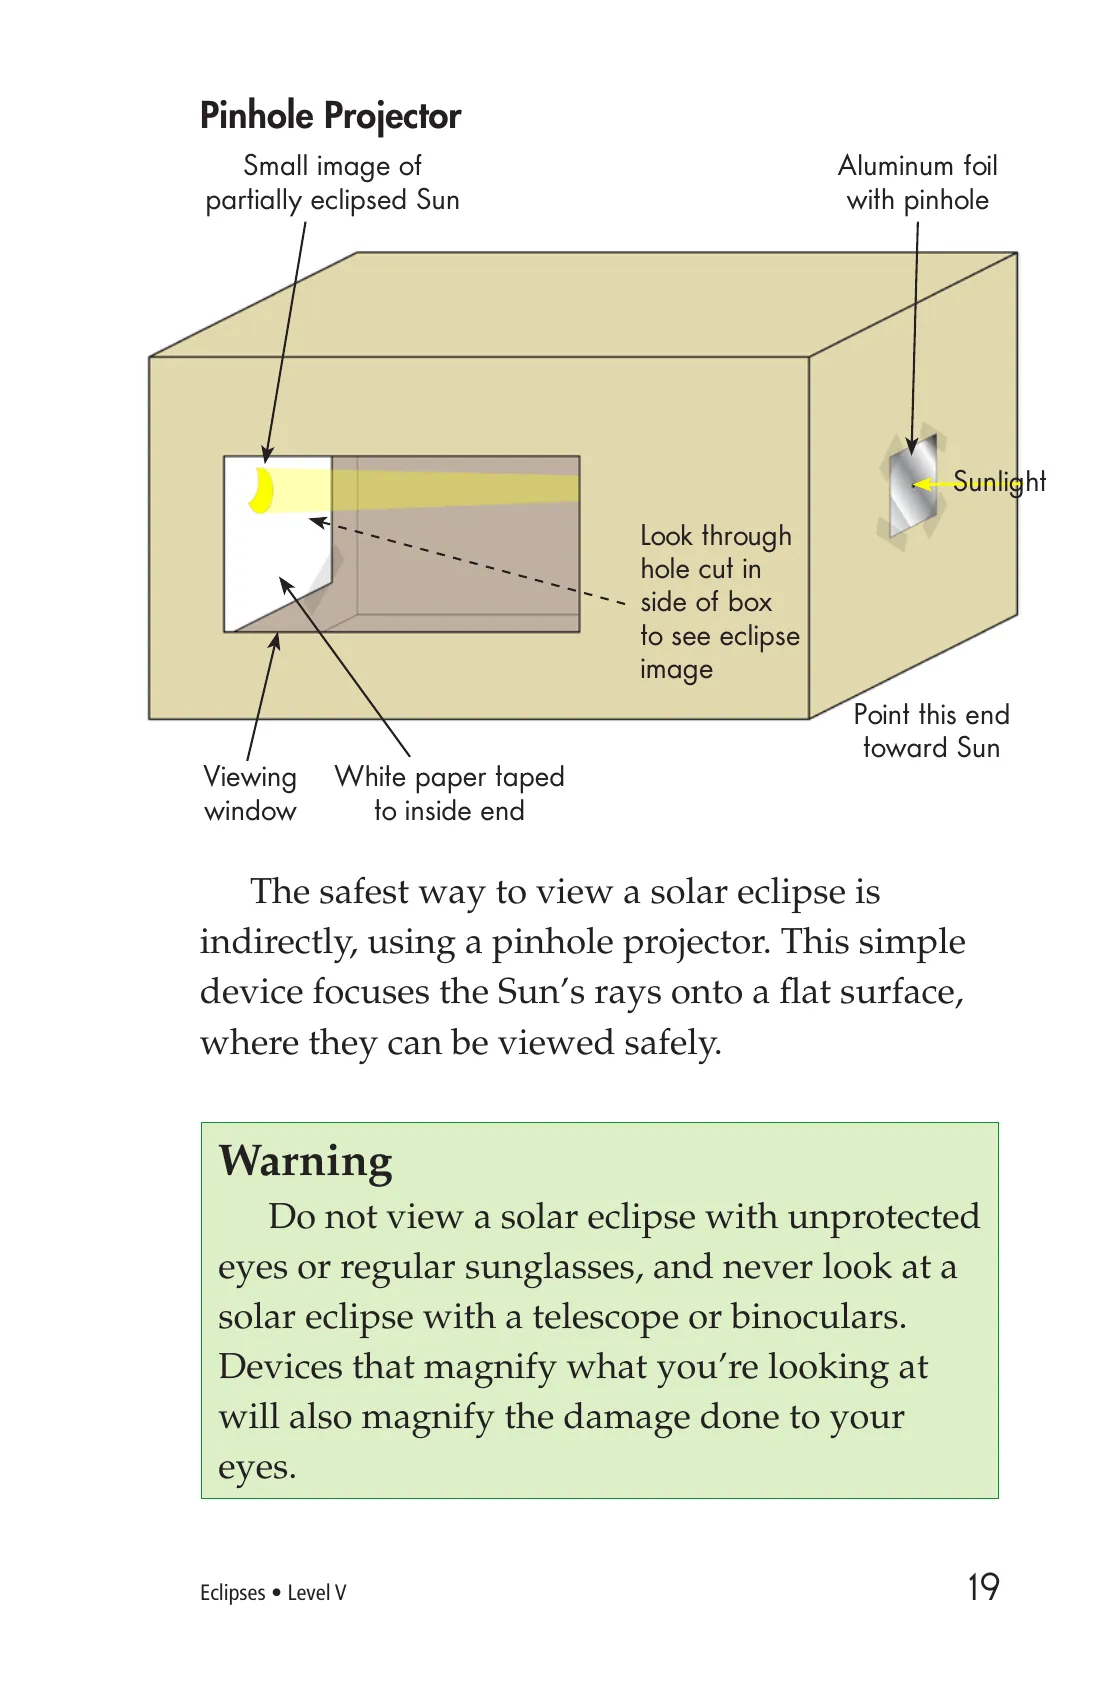 Pinhole Projector
Small image of
partially eclipsed Sun
Aluminum foil
with pinhole
Sunlight
Look through
hole cut in
side of box
to see eclipse
image
Point this end
toward Sun
Viewing
window
White paper taped
to inside end
The safest way to view a solar eclipse is
indirectly, using a pinhole projector. This simple
device focuses the Sun’s rays onto a flat surface,
where they can be viewed safely.
Warning
Do not view a solar eclipse with unprotected
eyes or regular sunglasses, and never look at a
solar eclipse with a telescope or binoculars.
Devices that magnify what you’re looking at
will also magnify the damage done to your
eyes.
Eclipses • Level V
19